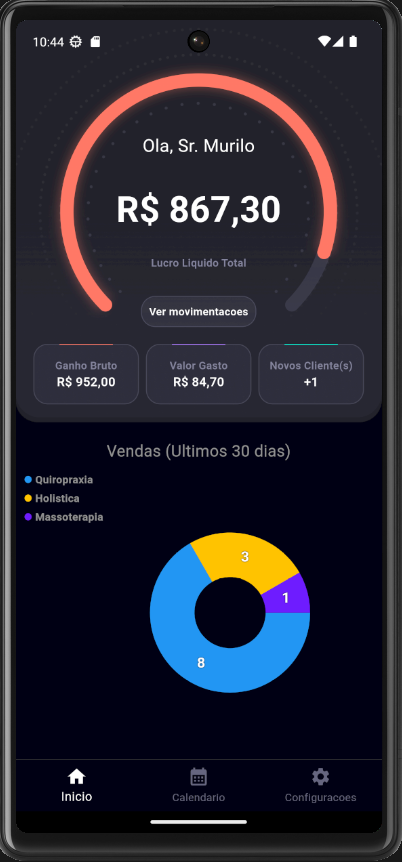 10:44
Ola, Sr. Murilo
R$ 867,30
Lucro Liquido Total
Ver movimentacoes
Ganho Bruto
R$ 952,00
Valor Gasto
R$ 84,70
Novos Cliente(s)
+1
Vendas (Ultimos 30 dias)
Quiropraxia
Holistica
Massoterapia
3
1
8
Inicio
Calendario
Configuracoes